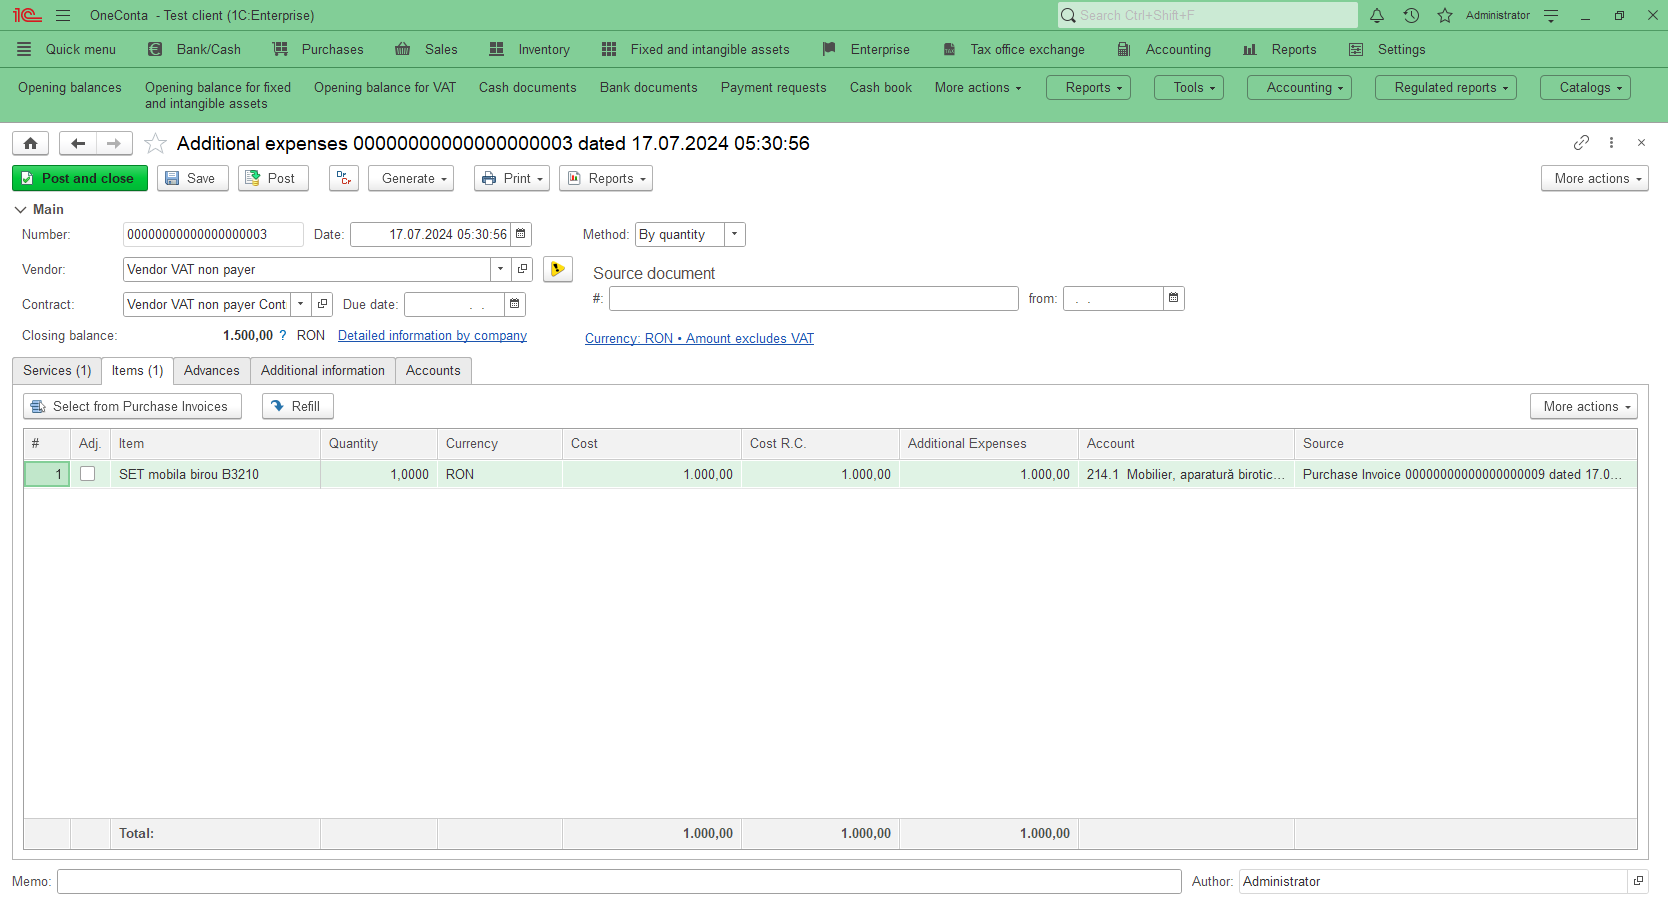 OneConta - Test client (1C:Enterprise)
Search Ctrl+Shift+F
Administrator
Quick menu
Bank/Cash
Purchases
Sales
Inventory
Fixed and intangible assets
Enterprise
Tax office exchange
Accounting
Reports
Settings
Opening balances
Opening balance for fixed
and intangible assets
Opening balance for VAT
Cash documents
Bank documents
Payment requests
Cash book
More actions
Reports
Tools
Accounting
Regulated reports
Catalogs
Additional expenses 00000000000000000003 dated 17.07.2024 05:30:56
Post and close
Save
Post
Dr Cr
Generate
Print
Reports
More actions
Main
Number: 00000000000000000003 Date: 17.07.2024 05:30:56 Method: By quantity
Vendor: Vendor VAT non payer
Source document
#: from: . .
Contract: Vendor VAT non payer Cont Due date: . .
Closing balance: 1.500,00 ? RON Detailed information by company
Currency: RON • Amount excludes VAT
Services (1)
Items (1)
Advances
Additional information
Accounts
Select from Purchase Invoices
Refill
More actions
# Adj. Item Quantity Currency Cost Cost R.C. Additional Expenses Account Source
1 SET mobila birou B3210 1,0000 RON 1.000,00 1.000,00 1.000,00 214.1 Mobilier, aparatură birotic... Purchase Invoice 00000000000000000009 dated 17.0...
Total: 1.000,00 1.000,00 1.000,00
Memo:
Author: Administrator